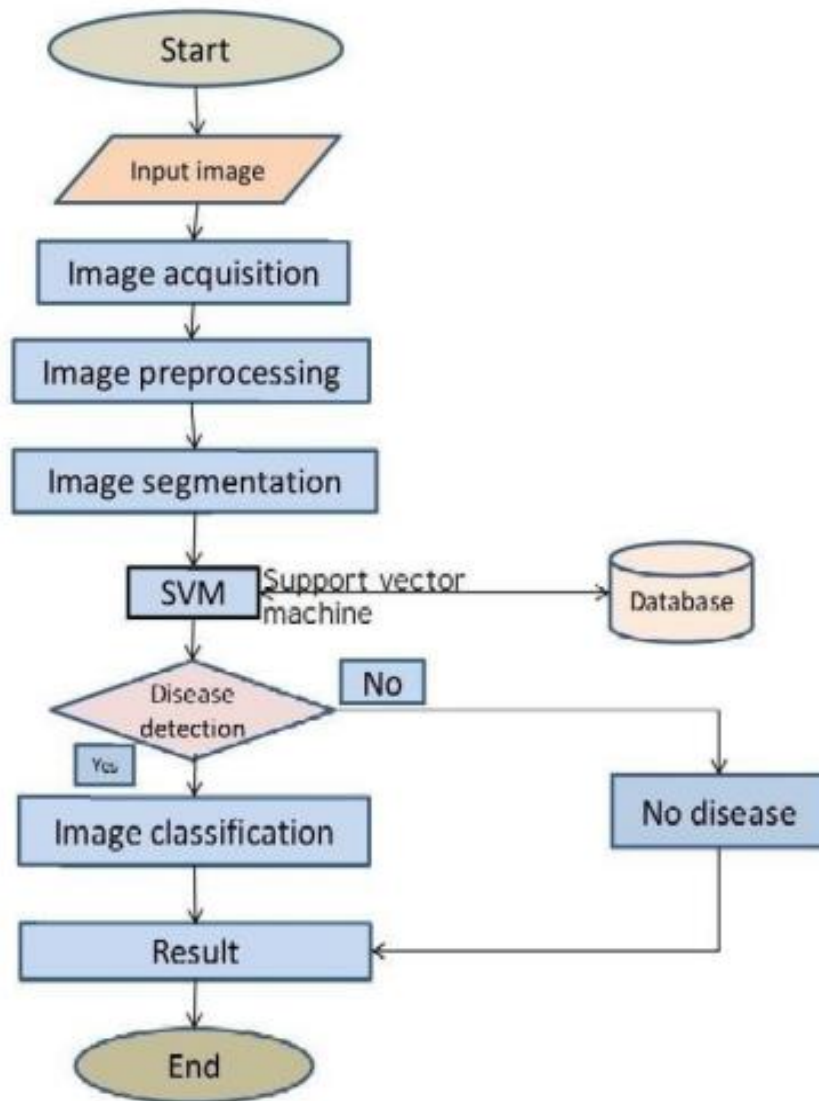 Start
Input image
Image acquisition
Image preprocessing
Image segmentation
SVM
Support vector
machine
Database
Disease
detection
No
Yes
Image classification
No disease
Result
End